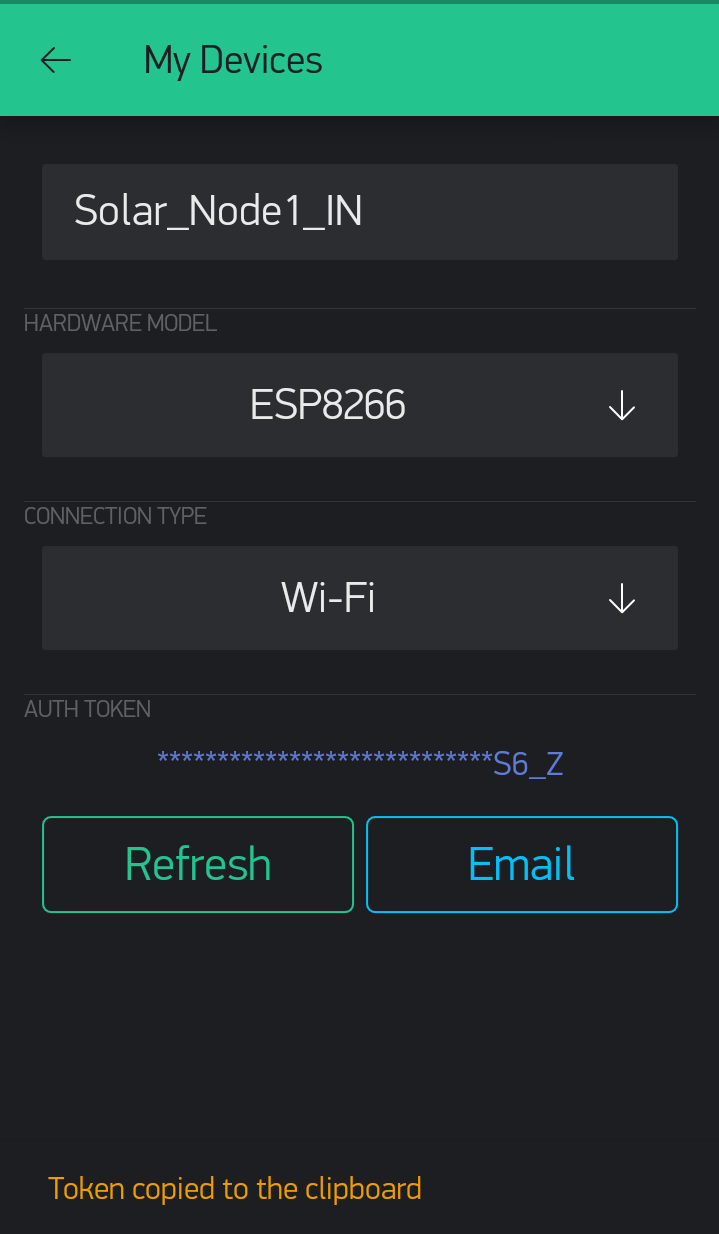 My Devices
Solar_Node1_IN
HARDWARE MODEL
ESP8266
CONNECTION TYPE
Wi-Fi
AUTH TOKEN
****************************S6_Z
Refresh Email
Token copied to the clipboard